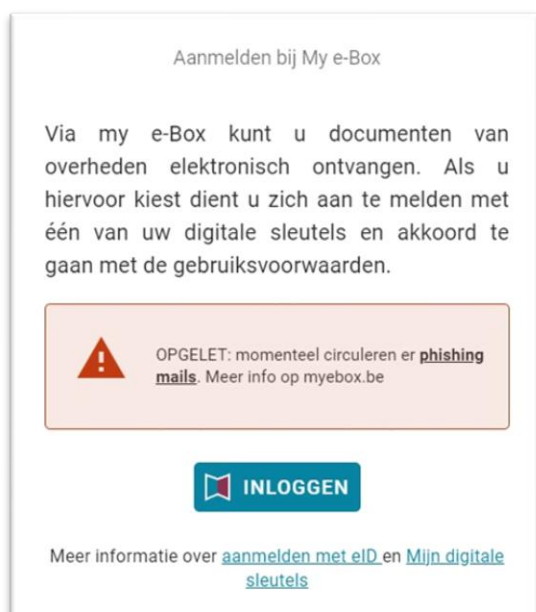 Aanmelden bij My e-Box
Via my e-Box kunt u documenten van
overheden elektronisch ontvangen. Als u
hiervoor kiest dient u zich aan te melden met
één van uw digitale sleutels en akkoord te
gaan met de gebruiksvoorwaarden.
OPGELET: momenteel circuleren er phishing
mails. Meer info op myebox.be
INLOGGEN
Meer informatie over aanmelden met eID en Mijn digitale
sleutels